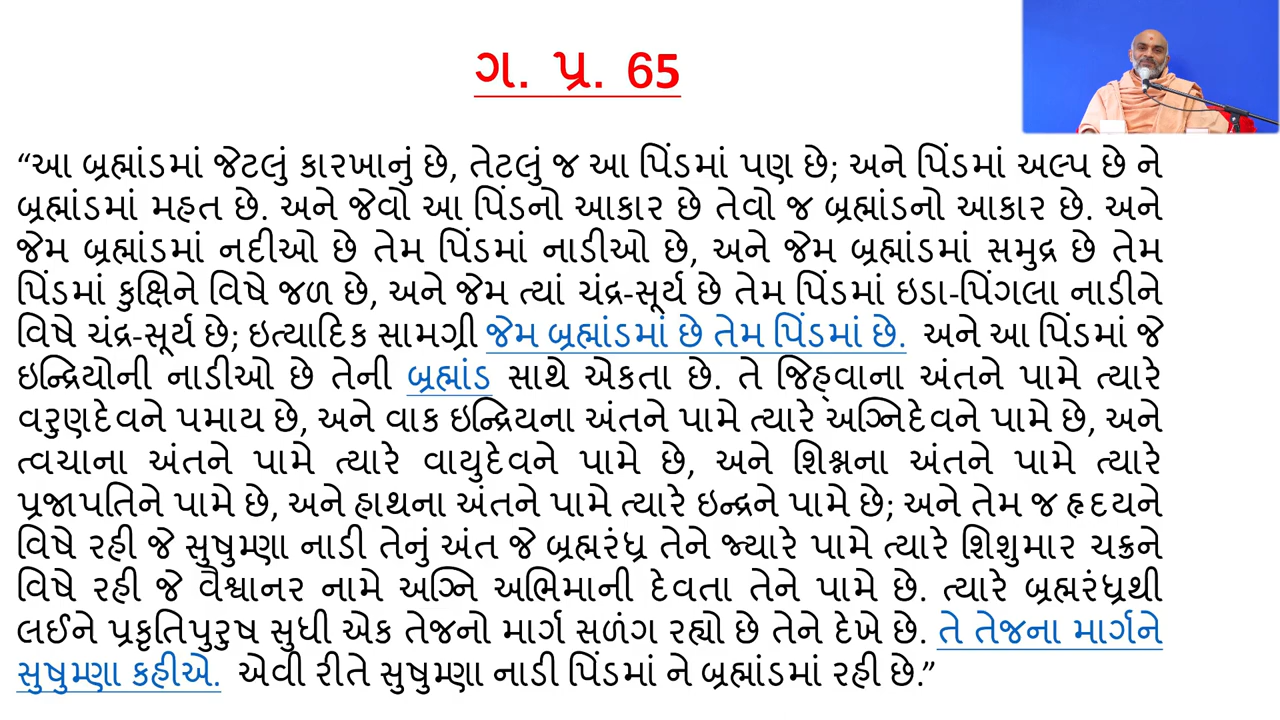 ગ. પ્ર. 65
“આ બ્રહ્માંડમાં જેટલું કારખાનું છે, તેટલું જ આ પિંડમાં પણ છે; અને પિંડમાં અલ્પ છે ને
બ્રહ્માંડમાં મહત છે. અને જેવો આ પિંડનો આકાર છે તેવો જ બ્રહ્માંડનો આકાર છે. અને
જેમ બ્રહ્માંડમાં નદીઓ છે તેમ પિંડમાં નાડીઓ છે, અને જેમ બ્રહ્માંડમાં સમુદ્ર છે તેમ
પિંડમાં કુક્ષિને વિષે જળ છે, અને જેમ ત્યાં ચંદ્ર-સૂર્ય છે તેમ પિંડમાં ઇડા-પિંગલા નાડીને
વિષે ચંદ્ર-સૂર્ય છે; ઇત્યાદિક સામગ્રી જેમ બ્રહ્માંડમાં છે તેમ પિંડમાં છે. અને આ પિંડમાં જે
ઇન્દ્રિયોની નાડીઓ છે તેની બ્રહ્માંડ સાથે એકતા છે. તે જિહ્‌વાના અંતને પામે ત્યારે
વરુણદેવને પમાય છે, અને વાક ઇન્દ્રિયના અંતને પામે ત્યારે અગ્નિદેવને પામે છે, અને
ત્વચાના અંતને પામે ત્યારે વાયુદેવને પામે છે, અને શિશ્નના અંતને પામે ત્યારે
પ્રજાપતિને પામે છે, અને હાથના અંતને પામે ત્યારે ઇન્દ્રને પામે છે; અને તેમ જ હૃદયને
વિષે રહી જે સુષુમ્ણા નાડી તેનું અંત જે બ્રહ્મરંધ્ર તેને જ્યારે પામે ત્યારે શિશુમાર ચક્રને
વિષે રહી જે વૈશ્વાનર નામે અગ્નિ અભિમાની દેવતા તેને પામે છે. ત્યારે બ્રહ્મરંધ્રથી
લઈને પ્રકૃતિપુરુષ સુધી એક તેજનો માર્ગ સળંગ રહ્યો છે તેને દેખે છે. તે તેજના માર્ગને
સુષુમ્ણા કહીએ. એવી રીતે સુષુમ્ણા નાડી પિંડમાં ને બ્રહ્માંડમાં રહી છે.”